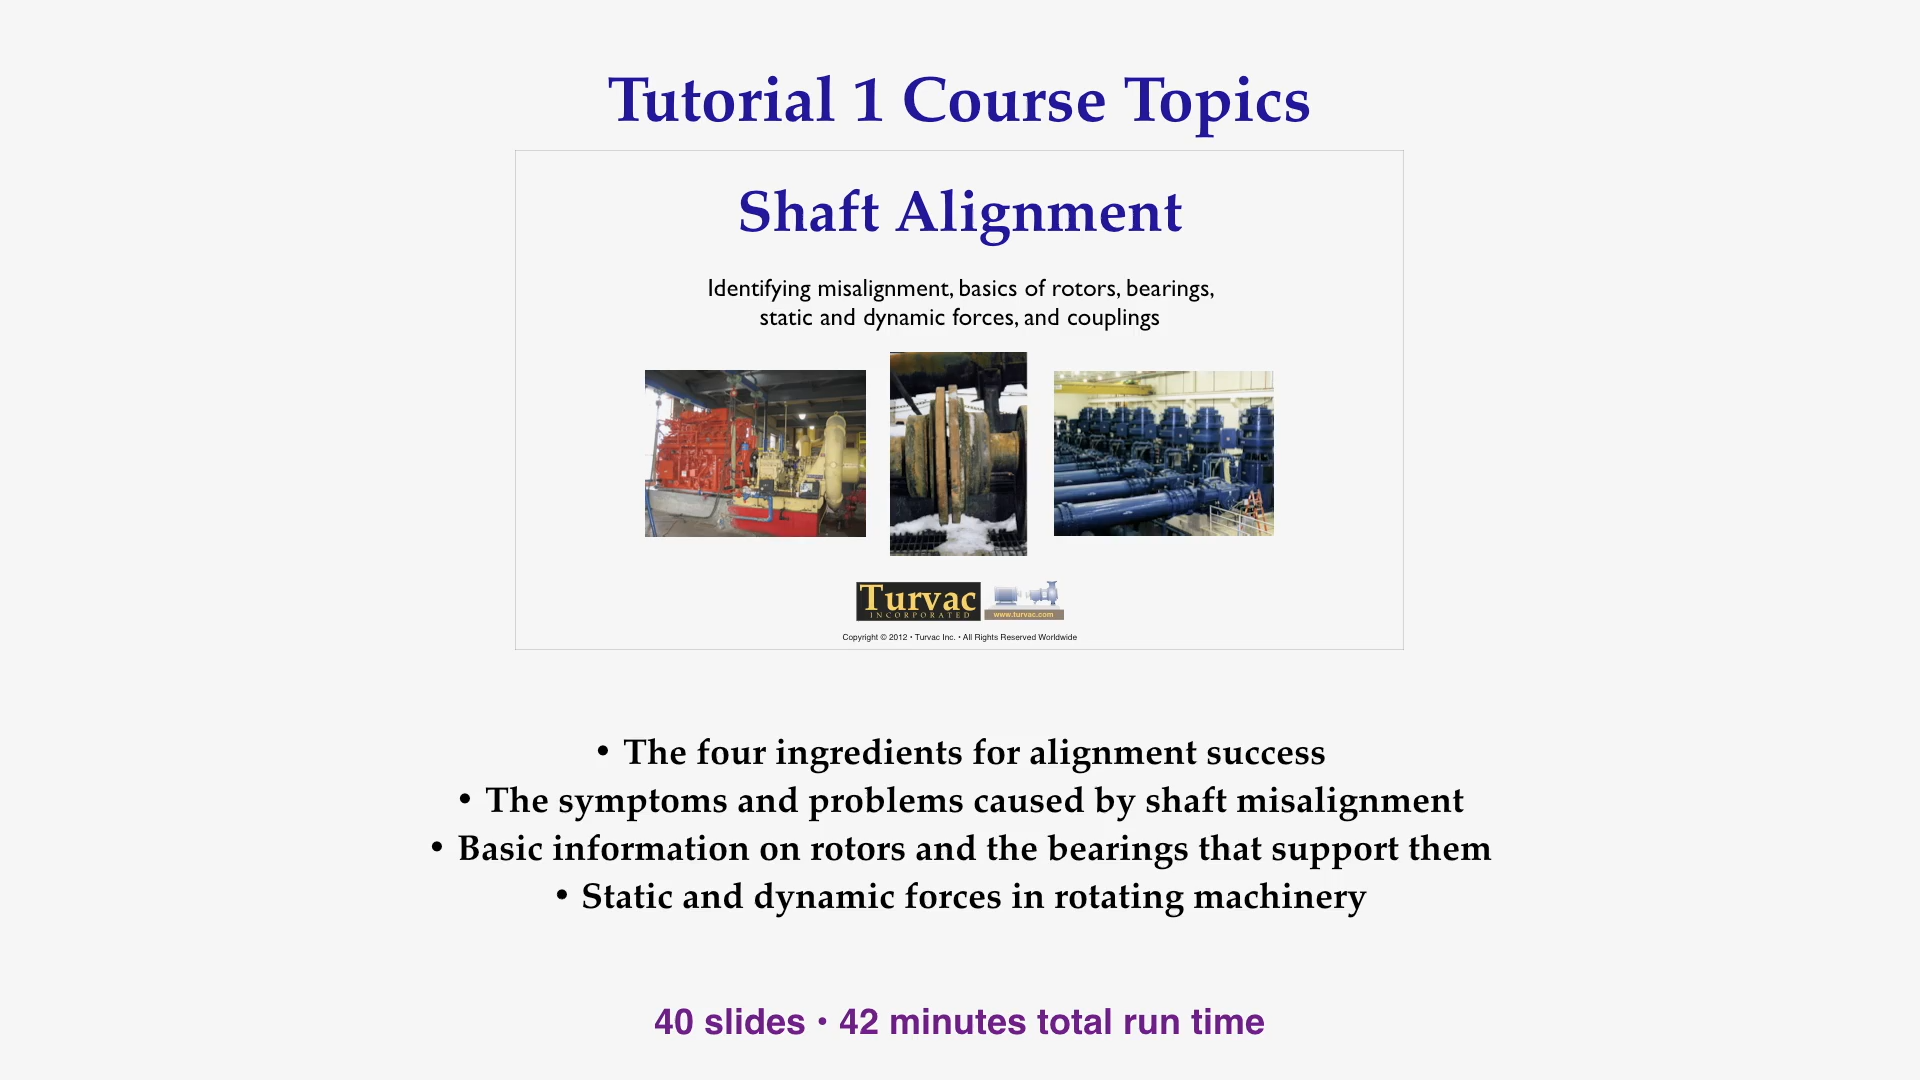 Tutorial 1 Course Topics
Shaft Alignment
Identifying misalignment, basics of rotors, bearings,
static and dynamic forces, and couplings
Turvac
INCORPORATED
www.turvac.com
Copyright © 2012 • Turvac Inc. • All Rights Reserved Worldwide
• The four ingredients for alignment success
• The symptoms and problems caused by shaft misalignment
• Basic information on rotors and the bearings that support them
• Static and dynamic forces in rotating machinery
40 slides • 42 minutes total run time